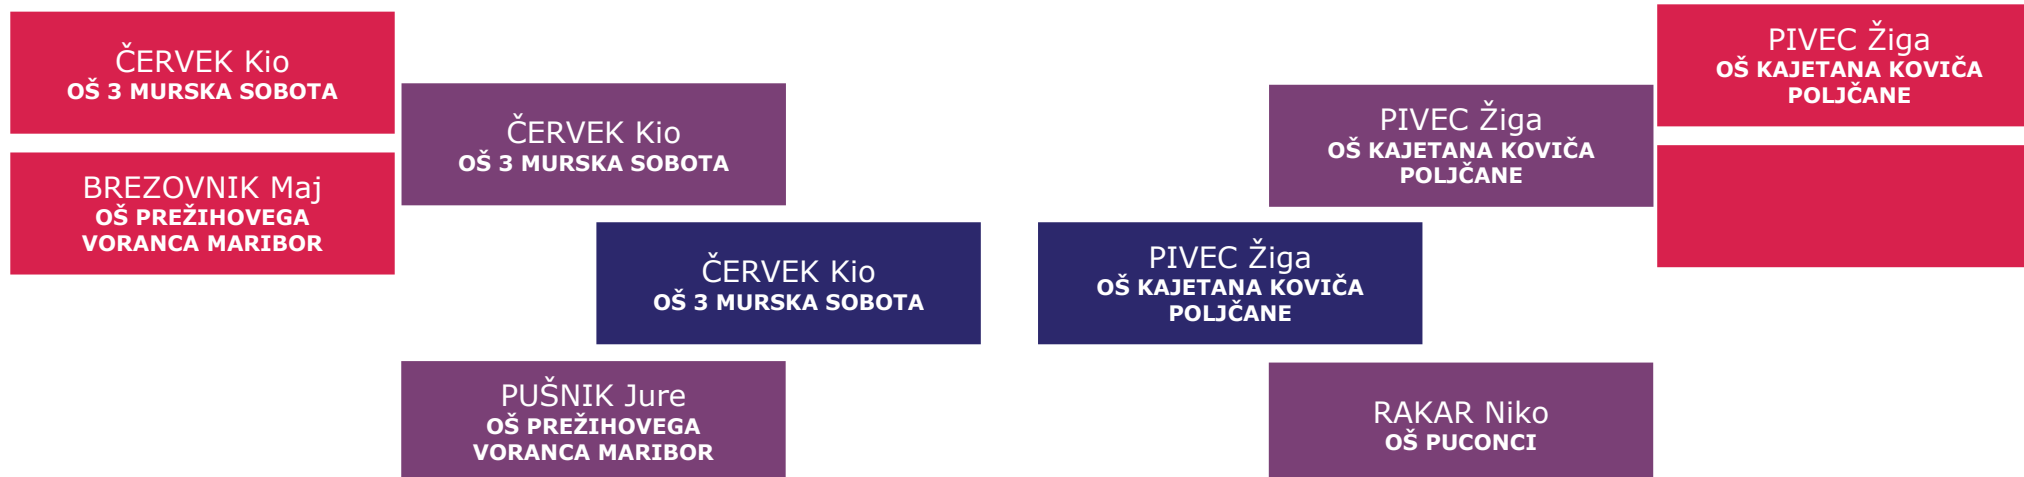 ČERVEK Kio
OŠ 3 MURSKA SOBOTA
BREZOVNIK Maj
OŠ PREŽIHOVEGA
VORANCA MARIBOR
ČERVEK Kio
OŠ 3 MURSKA SOBOTA
PUŠNIK Jure
OŠ PREŽIHOVEGA
VORANCA MARIBOR
ČERVEK Kio
OŠ 3 MURSKA SOBOTA
PIVEC Žiga
OŠ KAJETANA KOVIČA
POLJČANE
PIVEC Žiga
OŠ KAJETANA KOVIČA
POLJČANE
RAKAR Niko
OŠ PUCONCI
PIVEC Žiga
OŠ KAJETANA KOVIČA
POLJČANE